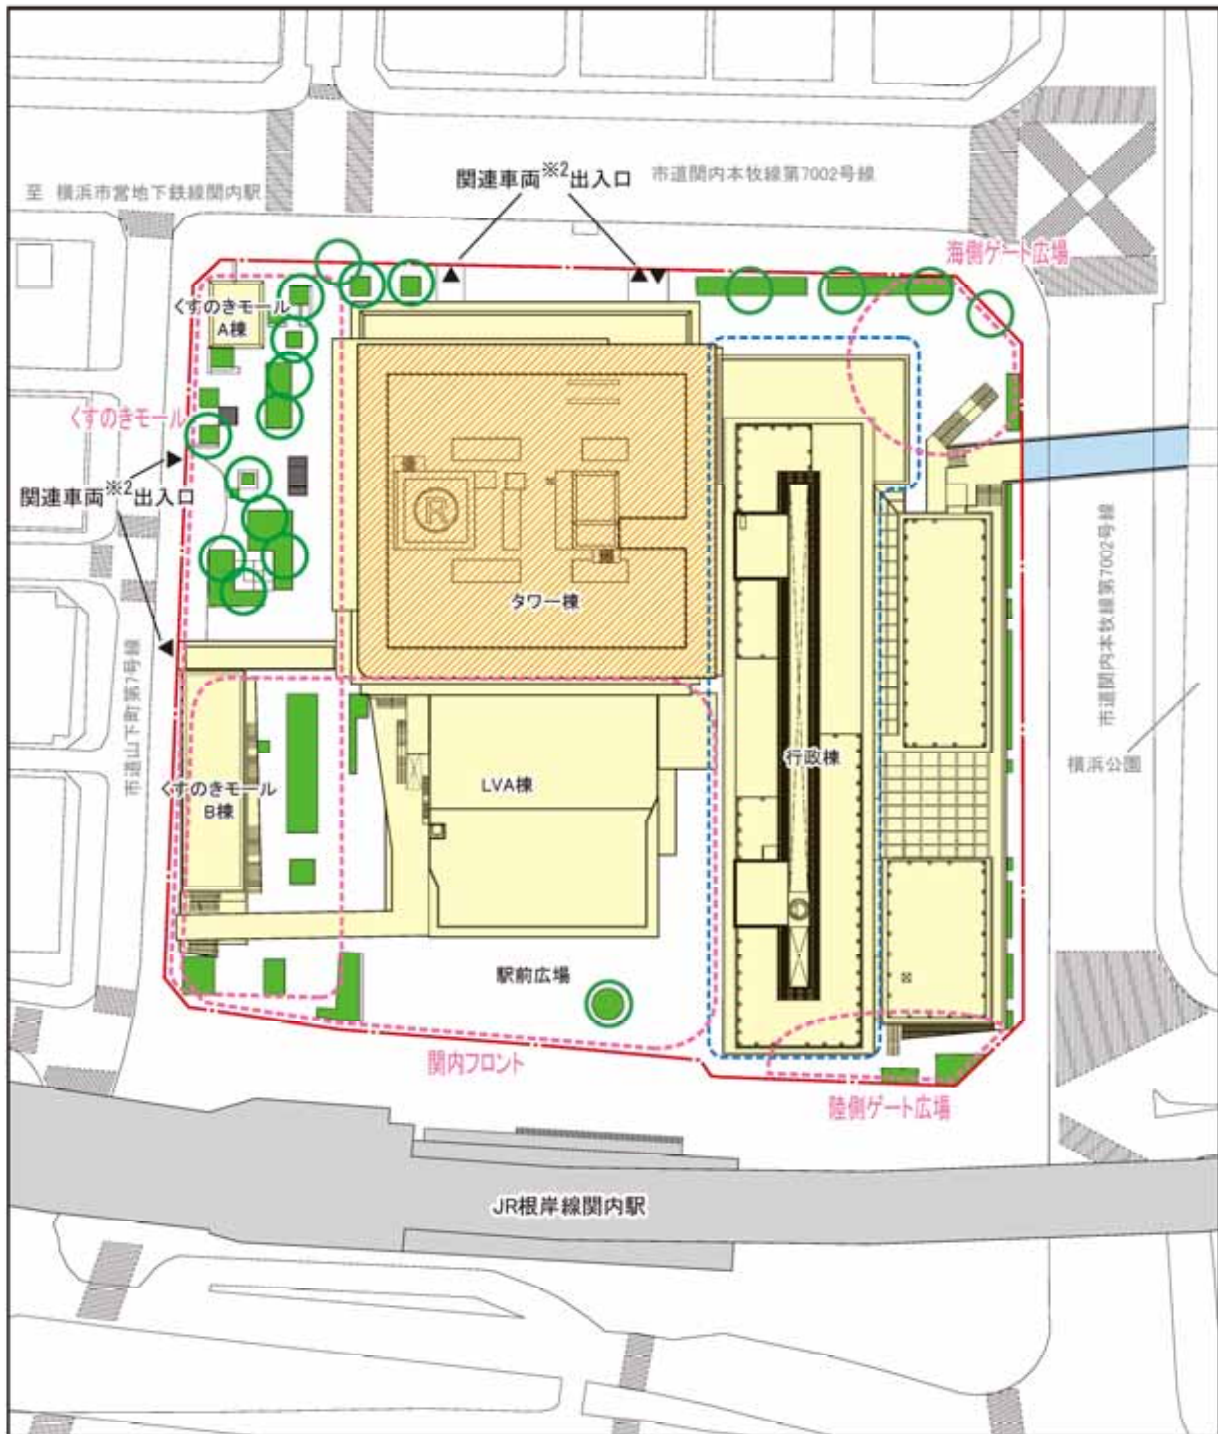 関連車両※2出入口
市道関内本牧線第7002号線
至 横浜市営地下鉄線関内駅
海側ゲート広場
くすのきモール
A棟
くすのきモール
関連車両※2出入口
R
タワー棟
市道関内本牧線第7002号線
市道山下町第7号線
行政棟
横浜公園
LVA棟
くすのきモール
B棟
駅前広場
関内フロント
陸側ゲート広場
JR根岸線関内駅